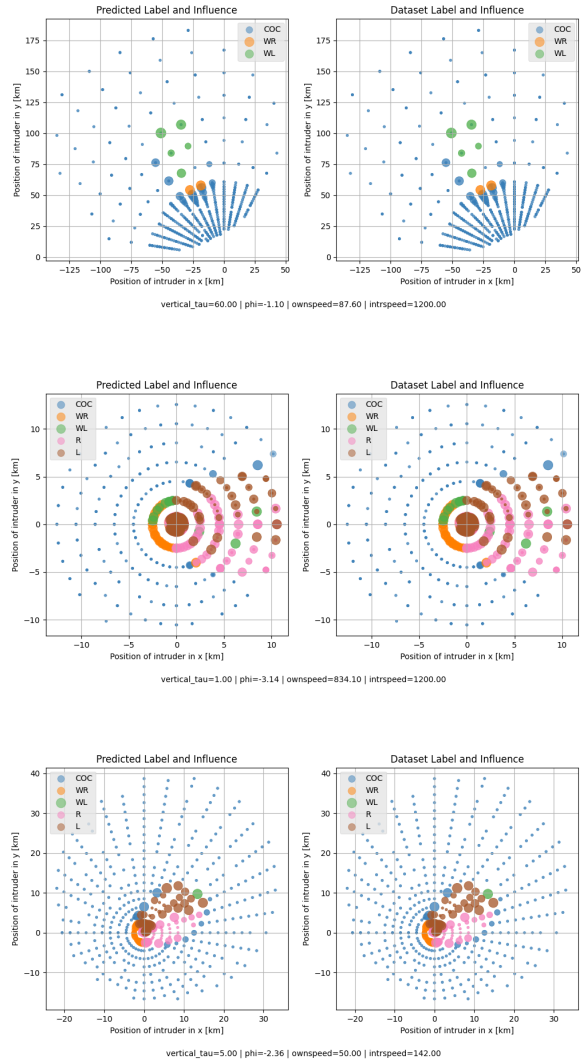 Predicted Label and Influence
Dataset Label and Influence
COC
WR
WL
COC
WR
WL
Position of intruder in y [km]
175
150
125
100
75
50
25
0
Position of intruder in y [km]
175
150
125
100
75
50
25
0
−125 −100 −75 −50 −25 0 25 50
−125 −100 −75 −50 −25 0 25 50
Position of intruder in x [km]
Position of intruder in x [km]
vertical_tau=60.00 | phi=-1.10 | ownspeed=87.60 | intrspeed=1200.00
Predicted Label and Influence
Dataset Label and Influence
COC
WR
WL
R
L
COC
WR
WL
R
L
Position of intruder in y [km]
10
5
0
−5
−10
Position of intruder in y [km]
10
5
0
−5
−10
−10 −5 0 5 10
−10 −5 0 5 10
Position of intruder in x [km]
Position of intruder in x [km]
vertical_tau=1.00 | phi=-3.14 | ownspeed=834.10 | intrspeed=1200.00
Predicted Label and Influence
Dataset Label and Influence
COC
WR
WL
R
L
COC
WR
WL
R
L
Position of intruder in y [km]
40
30
20
10
0
−10
Position of intruder in y [km]
40
30
20
10
0
−10
−20 −10 0 10 20 30
−20 −10 0 10 20 30
Position of intruder in x [km]
Position of intruder in x [km]
vertical_tau=5.00 | phi=-2.36 | ownspeed=50.00 | intrspeed=142.00